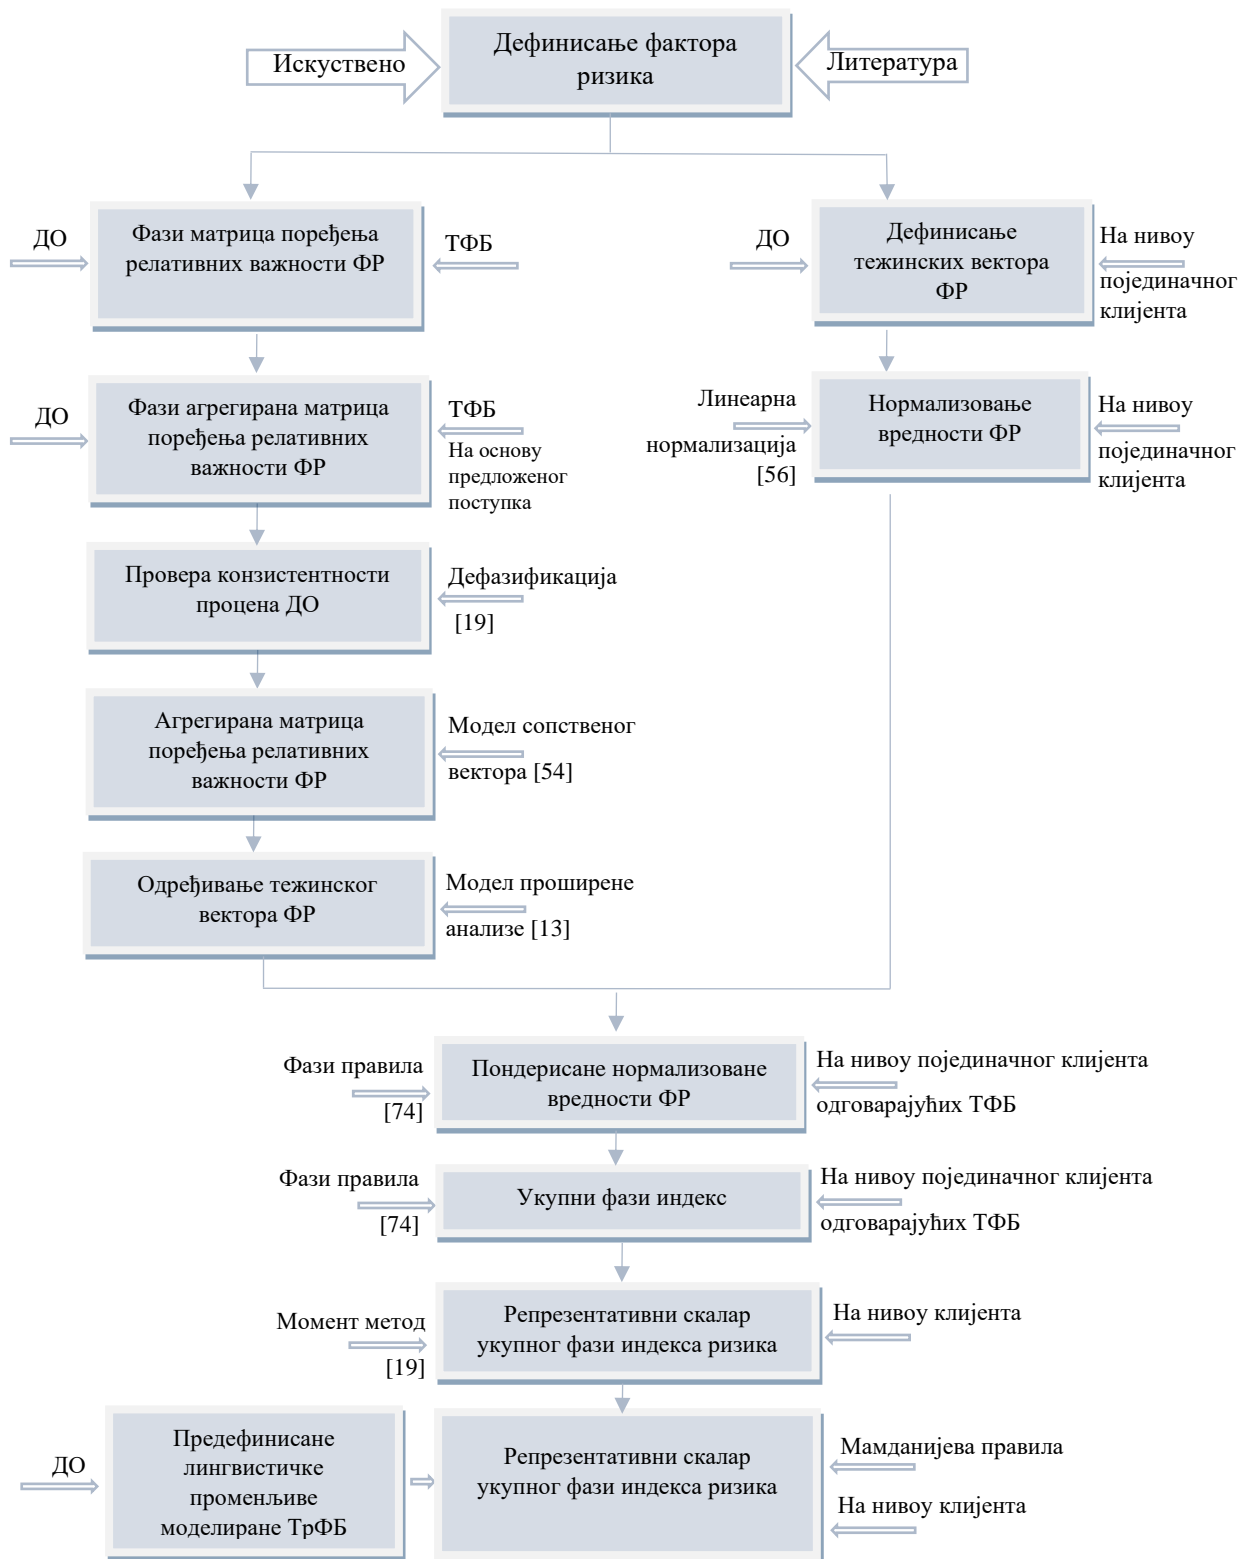 Дефинисање фактора
ризика
Искуствено
Литература
Фази матрица поређења
релативних важности ФР
ДО
ТФБ
Дефинисање
тежинских вектора
ФР
ДО
На нивоу
појединачног
клијента
Фази агрегирана матрица
поређења релативних
важности ФР
ДО
ТФБ
На основу
предложеног
поступка
Нормализовање
вредности ФР
Линеарна
нормализација
[56]
На нивоу
појединачног
клијента
Провера конзистентности
процена ДО
Дефазификација
[19]
Агрегирана матрица
поређења релативних
важности ФР
Модел сопственог
вектора [54]
Одређивање тежинског
вектора ФР
Модел проширене
анализе [13]
Фази правила
[74]
Пондерисане нормализоване
вредности ФР
На нивоу појединачног клијента
одговарајућих ТФБ
Фази правила
[74]
Укупни фази индекс
На нивоу појединачног клијента
одговарајућих ТФБ
Момент метод
[19]
Репрезентативни скалар
укупног фази индекса ризика
На нивоу клијента
ДО
Предефинисане
лингвистичке
променљиве
моделиране ТрФБ
Репрезентативни скалар
укупног фази индекса ризика
Мамданијева правила
На нивоу клијента